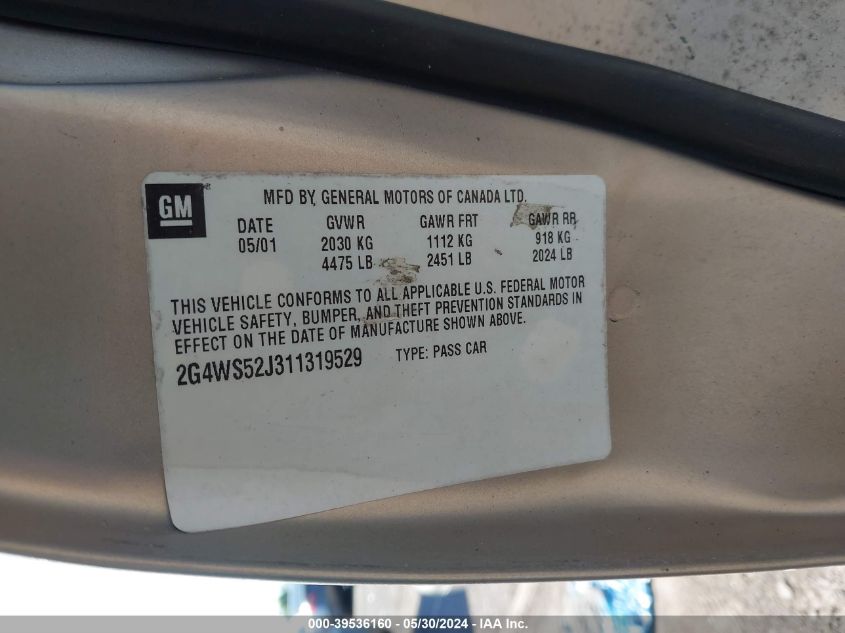 GM
MFD BY GENERAL MOTORS OF CANADA LTD.
DATE GVWR GAWR FRT GAWR RR
05/01 2030 KG 1112 KG 918 KG
4475 LB 2451 LB 2024 LB
THIS VEHICLE CONFORMS TO ALL APPLICABLE U.S. FEDERAL MOTOR
VEHICLE SAFETY, BUMPER, AND THEFT PREVENTION STANDARDS IN
EFFECT ON THE DATE OF MANUFACTURE SHOWN ABOVE.
2G4WS52J311319529 TYPE: PASS CAR
000-39536160 - 05/30/2024 - IAA Inc.